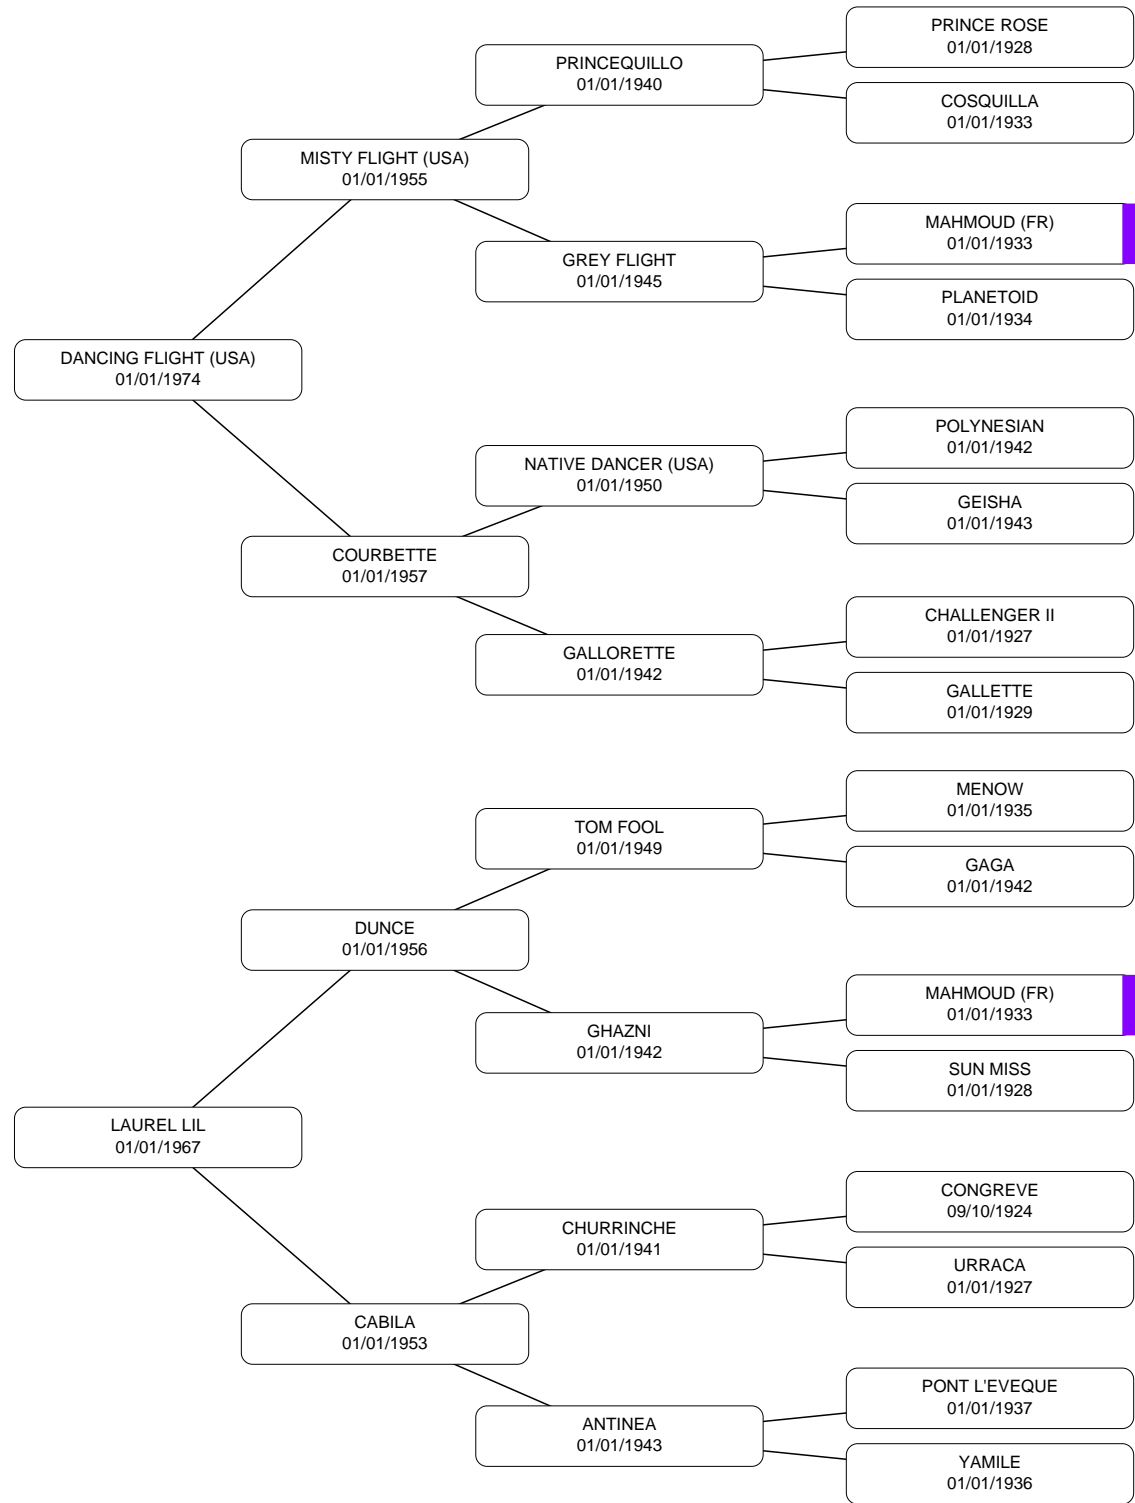 PRINCE ROSE
01/01/1928
PRINCEQUILLO
01/01/1940
COSQUILLA
01/01/1933
MISTY FLIGHT (USA)
01/01/1955
MAHMOUD (FR)
01/01/1933
GREY FLIGHT
01/01/1945
PLANETOID
01/01/1934
DANCING FLIGHT (USA)
01/01/1974
POLYNESIAN
01/01/1942
NATIVE DANCER (USA)
01/01/1950
GEISHA
01/01/1943
COURBETTE
01/01/1957
CHALLENGER II
01/01/1927
GALLORETTE
01/01/1942
GALLETTE
01/01/1929
MENOW
01/01/1935
TOM FOOL
01/01/1949
GAGA
01/01/1942
DUNCE
01/01/1956
MAHMOUD (FR)
01/01/1933
GHAZNI
01/01/1942
SUN MISS
01/01/1928
LAUREL LIL
01/01/1967
CONGREVE
09/10/1924
CHURRINCHE
01/01/1941
URRACA
01/01/1927
CABILA
01/01/1953
PONT L'EVEQUE
01/01/1937
ANTINEA
01/01/1943
YAMILE
01/01/1936